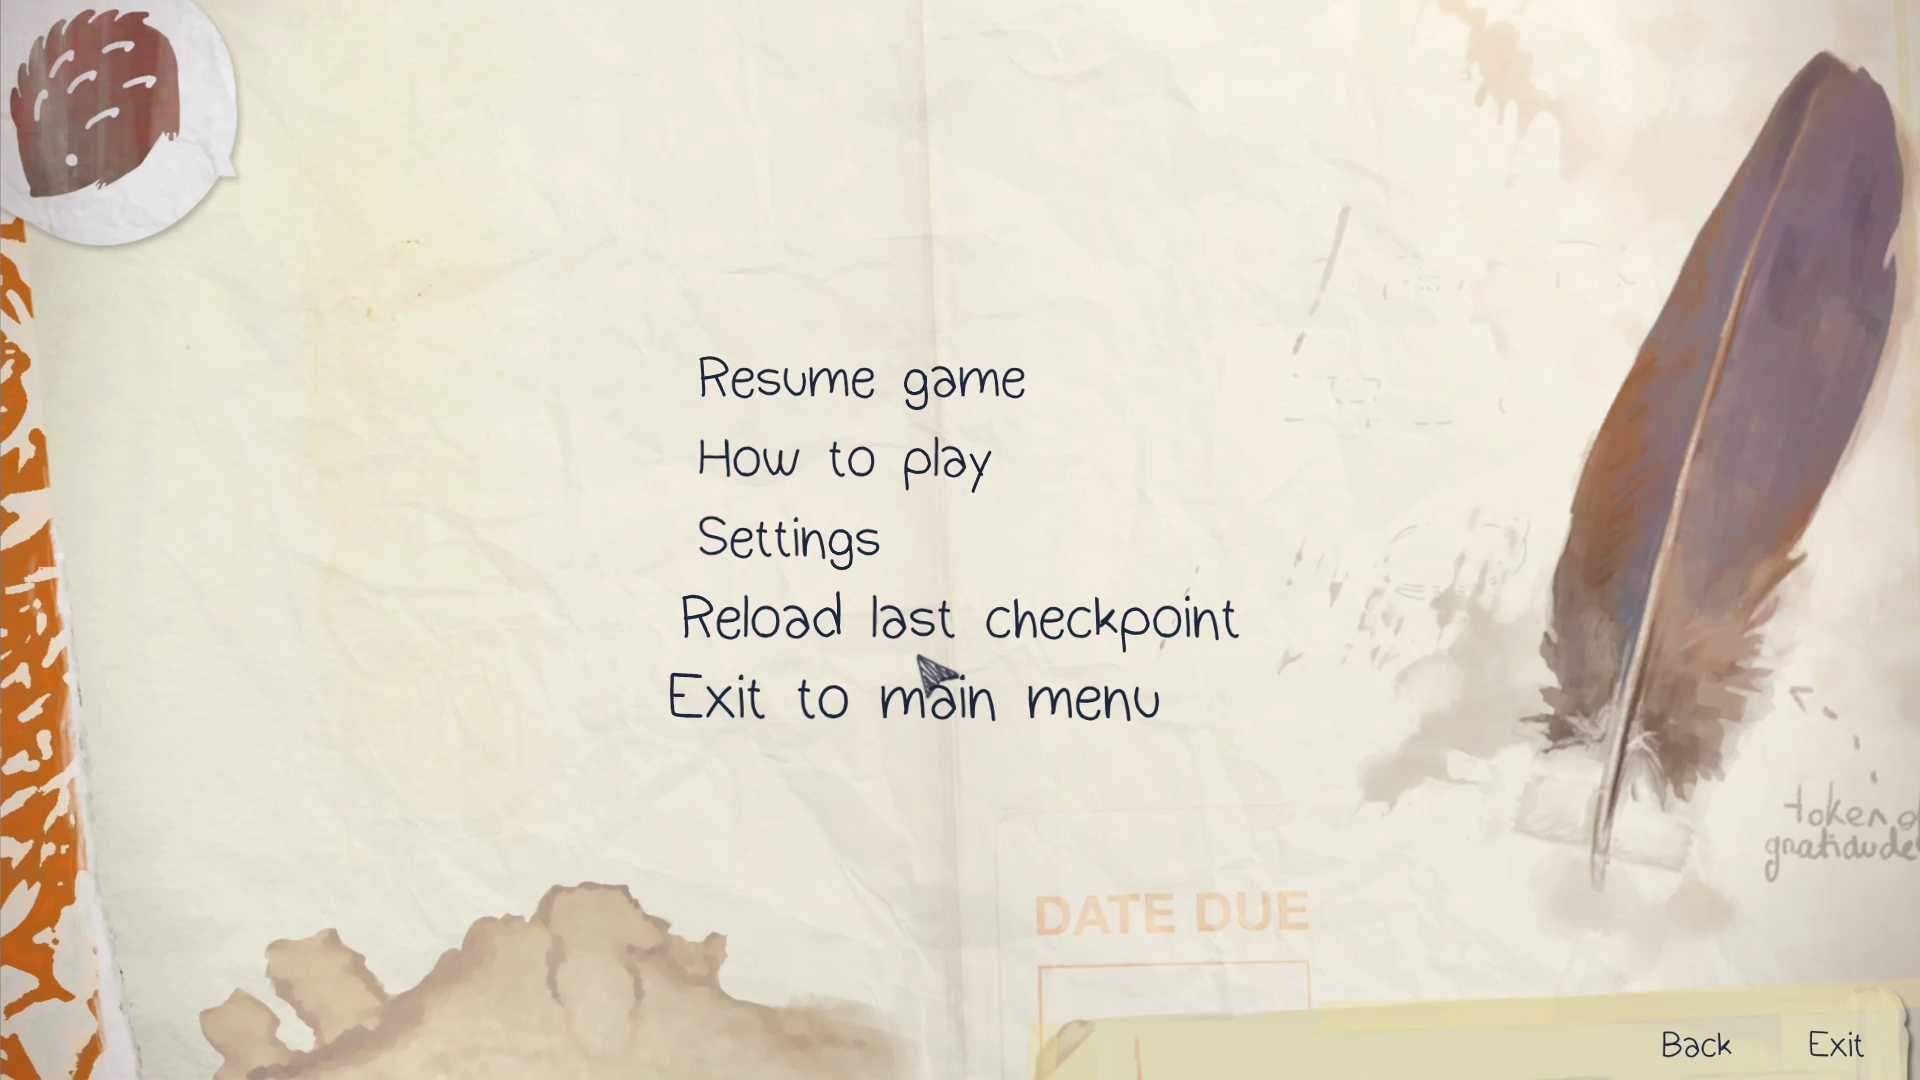 Resume game
How to play
Settings
Reload last checkpoint
Exit to main menu
token o
gratidude
DATE DUE
Back
Exit